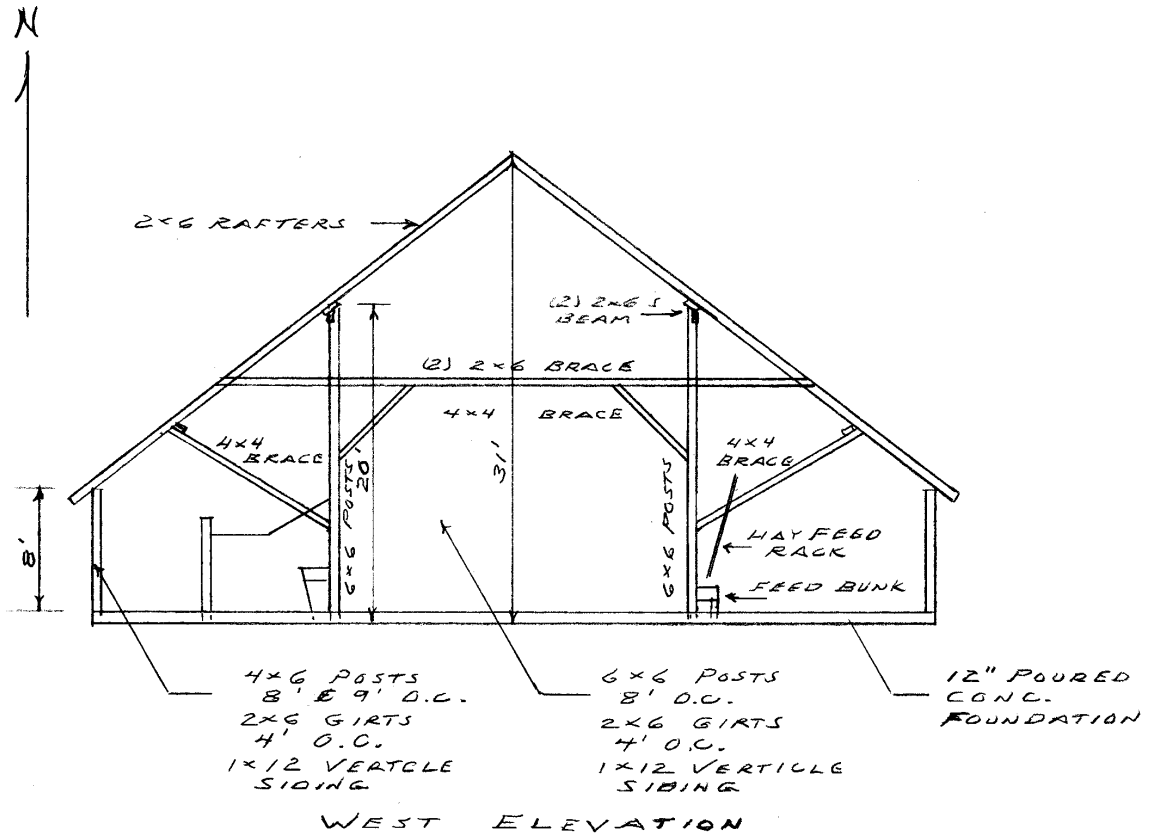 N
2×6 RAFTERS
(2) 2×6'S
BEAM
(2) 2×6 BRACE
4×4 BRACE
4×4
BRACE
4×4
BRACE
6×6 POSTS
20'
31'
6×6 POSTS
8'
HAY FEED
RACK
FEED BUNK
4×6 POSTS
8' & 9' O.C.
2×6 GIRTS
4' O.C.
1×12 VERTCLE
SIDING
6×6 POSTS
8' O.C.
2×6 GIRTS
4' O.C.
1×12 VERTICLE
SIDING
12" POURED
CONC.
FOUNDATION
WEST ELEVATION